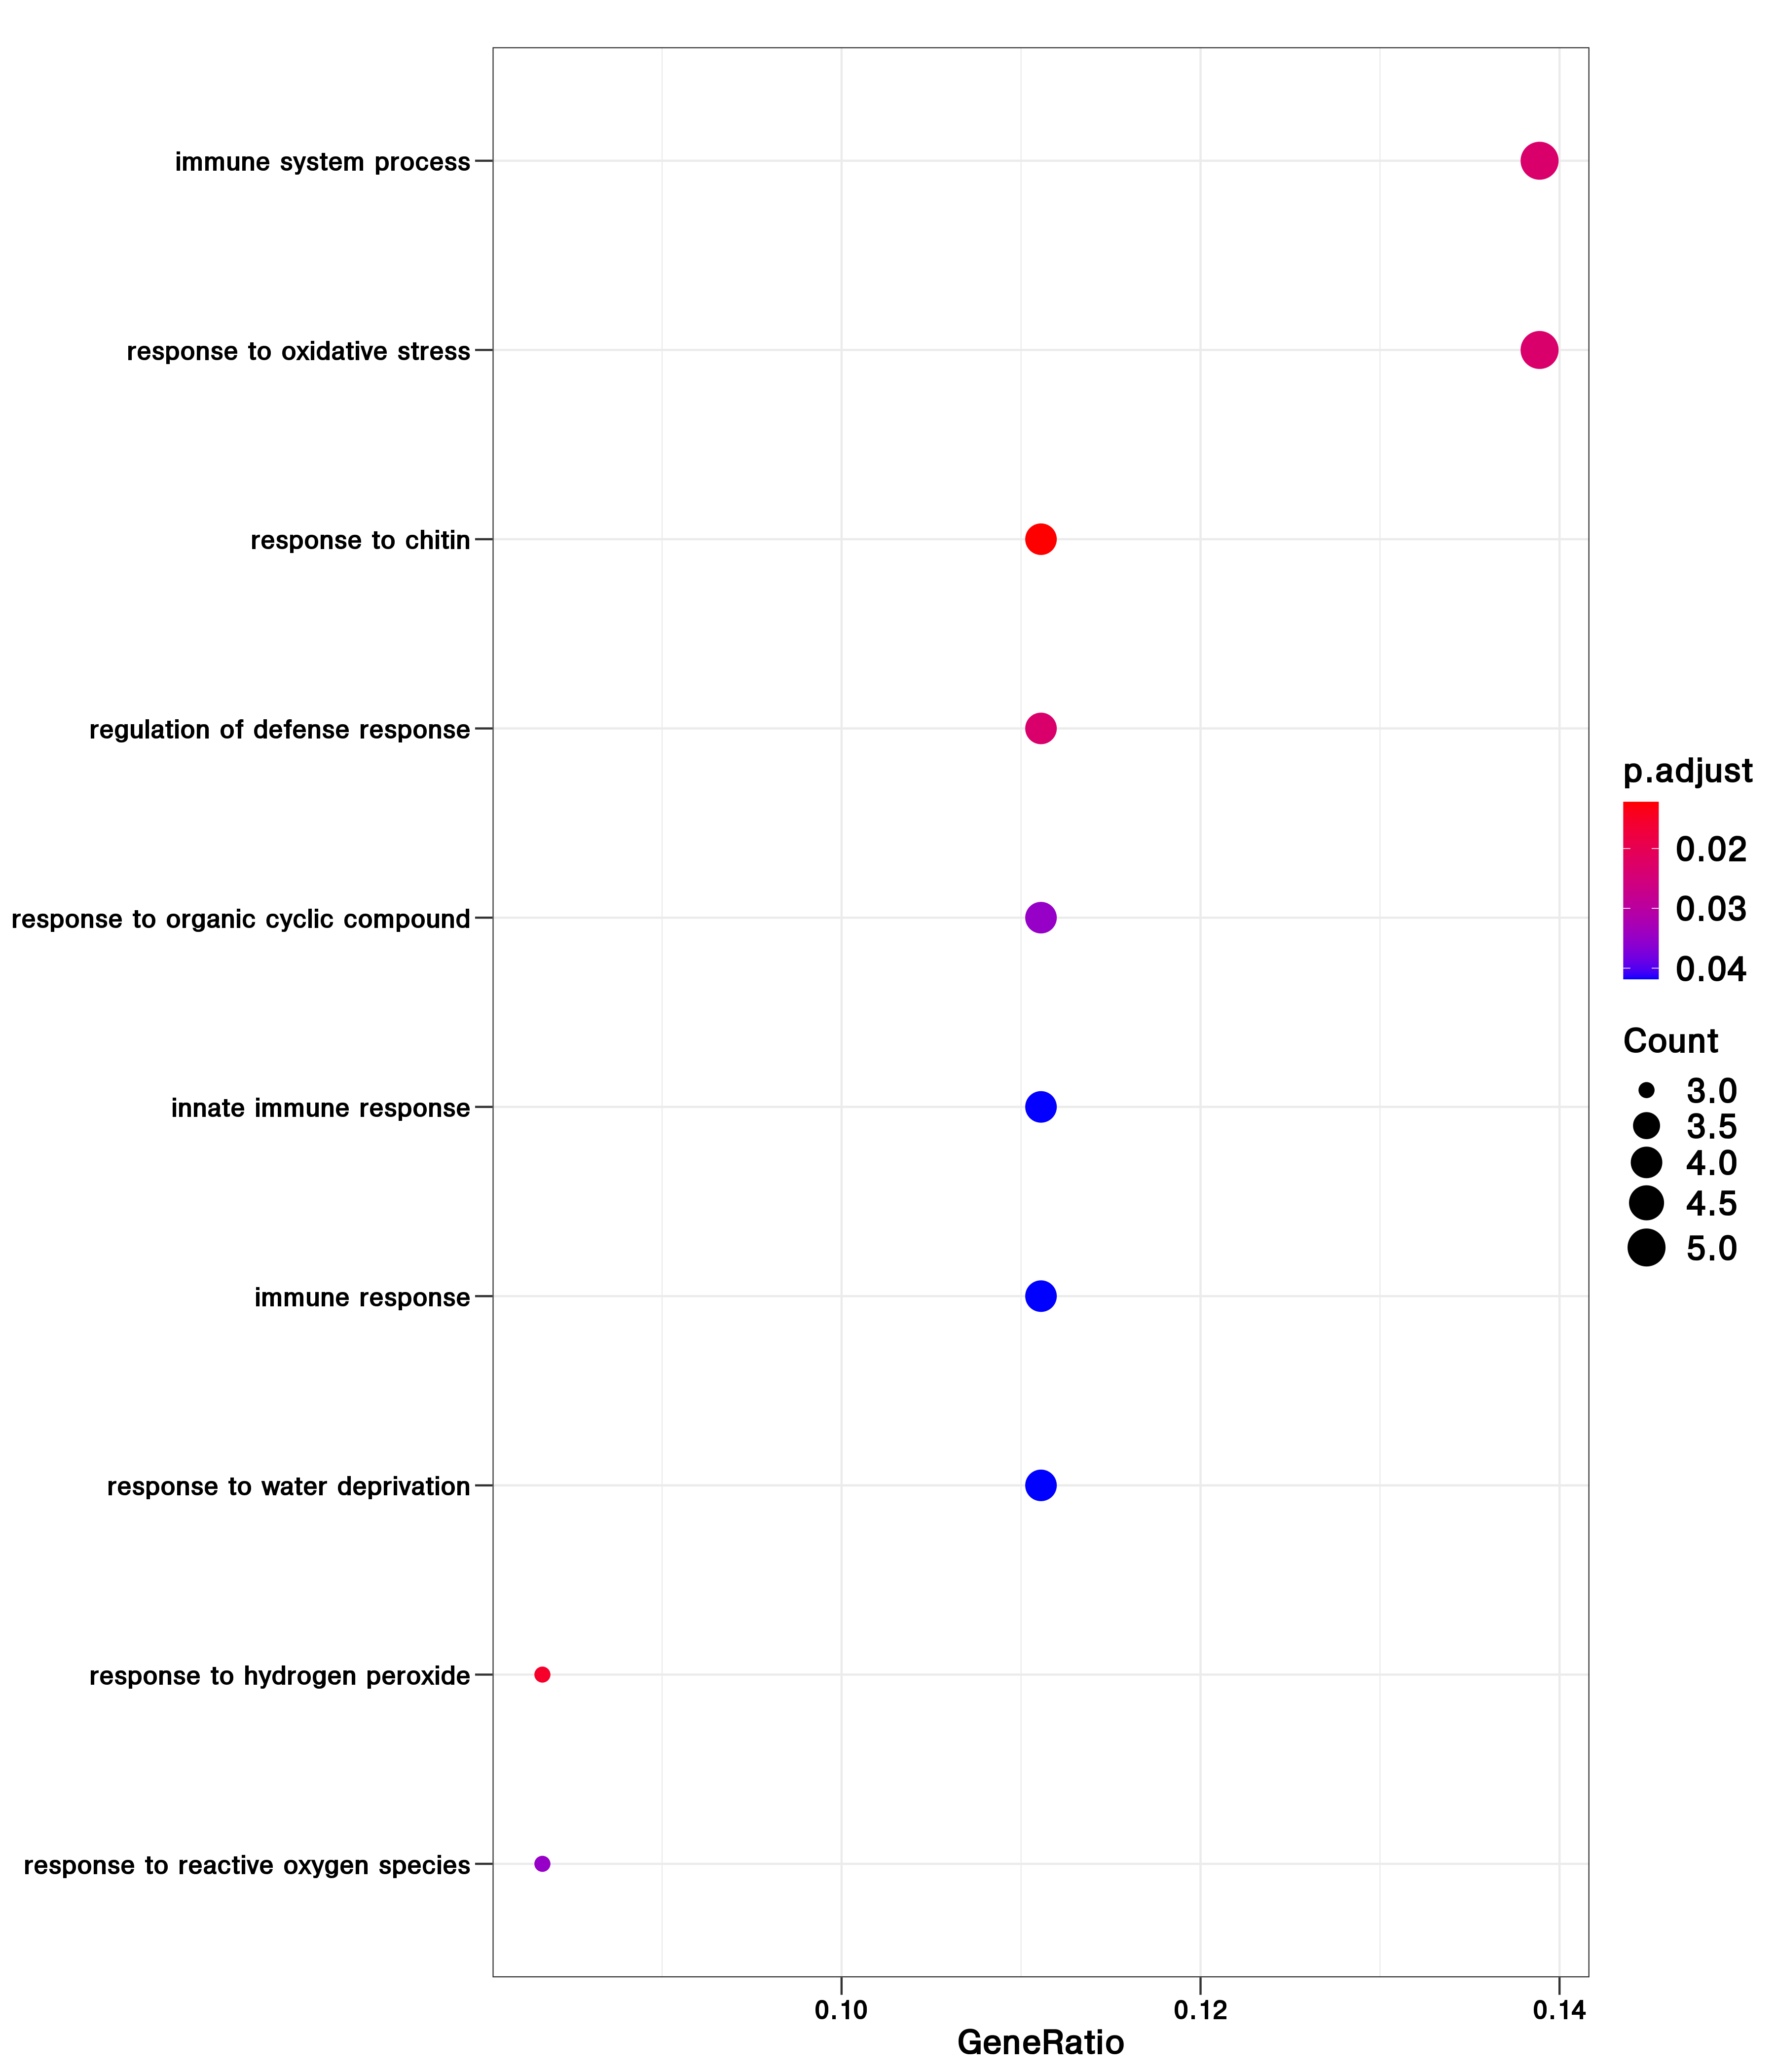 immune system process
response to oxidative stress
response to chitin
regulation of defense response
response to organic cyclic compound
innate immune response
immune response
response to water deprivation
response to hydrogen peroxide
response to reactive oxygen species
0.10
0.12
0.14
GeneRatio
p.adjust
0.02
0.03
0.04
Count
3.0
3.5
4.0
4.5
5.0